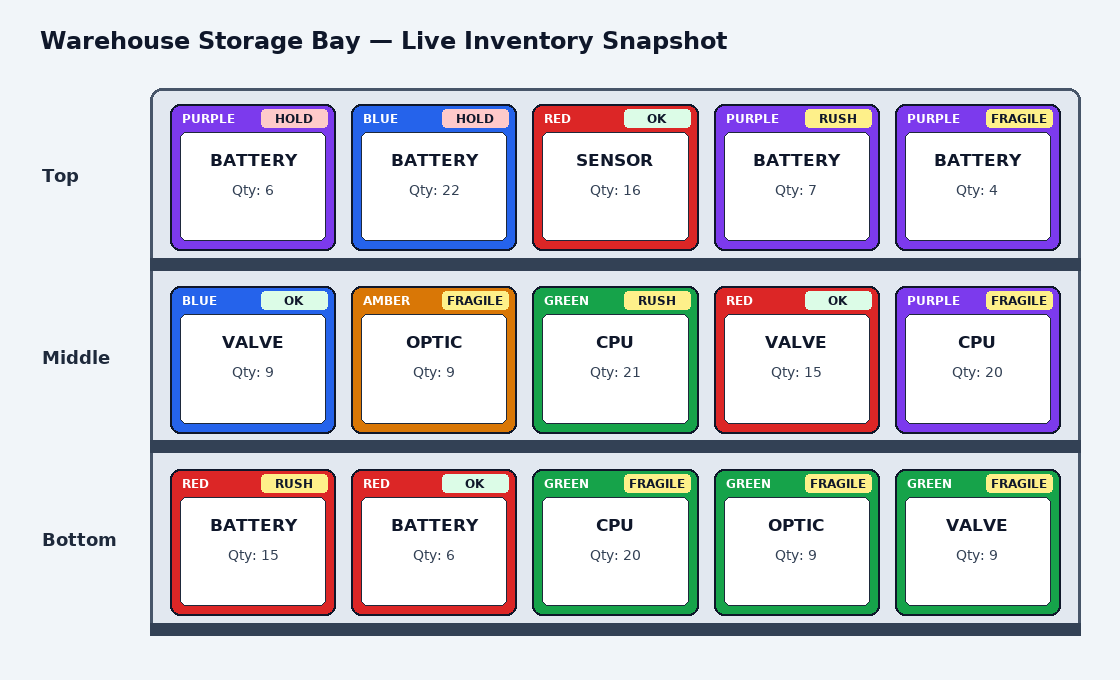 Warehouse Storage Bay — Live Inventory Snapshot
Top
PURPLE HOLD
BATTERY
Qty: 6
BLUE HOLD
BATTERY
Qty: 22
RED OK
SENSOR
Qty: 16
PURPLE RUSH
BATTERY
Qty: 7
PURPLE FRAGILE
BATTERY
Qty: 4
Middle
BLUE OK
VALVE
Qty: 9
AMBER FRAGILE
OPTIC
Qty: 9
GREEN RUSH
CPU
Qty: 21
RED OK
VALVE
Qty: 15
PURPLE FRAGILE
CPU
Qty: 20
Bottom
RED RUSH
BATTERY
Qty: 15
RED OK
BATTERY
Qty: 6
GREEN FRAGILE
CPU
Qty: 20
GREEN FRAGILE
OPTIC
Qty: 9
GREEN FRAGILE
VALVE
Qty: 9